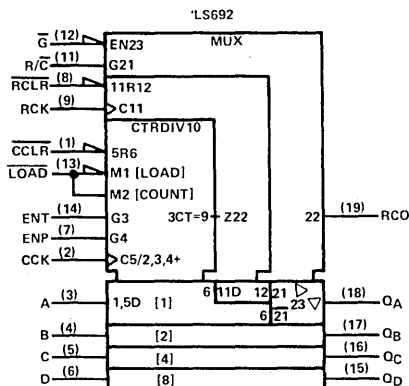 'LS692
MUX
G̅ (12) EN23
R/C̅ (11) G21
R̅C̅L̅R̅ (8) 11R12
RCK (9) C11
CTRDIV10
C̅C̅L̅R̅ (1) 5R6
L̅O̅A̅D̅ (13) M1 [LOAD]
M2 [COUNT]
ENT (14) G3 3CT=9 Z22 22 (19) RCO
ENP (7) G4
CCK (2) C5/2,3,4+
A (3) 1,5D [1] 6 11D 12 21 ▷ 23 ▽ (18) QA
6 2̅1̅
B (4) [2] (17) QB
C (5) [4] (16) QC
D (6) [8] (15) QD